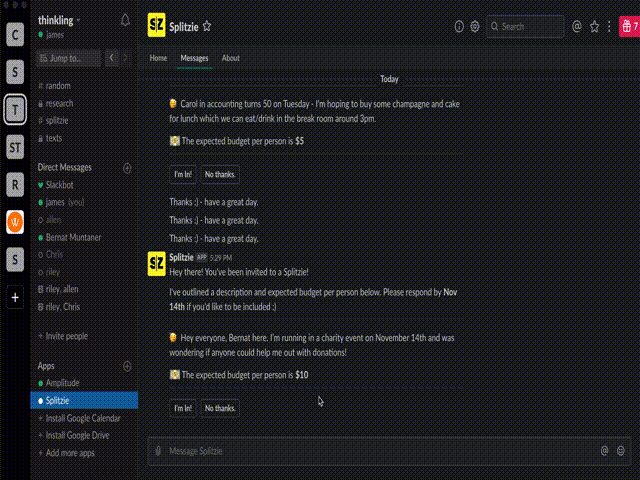 thinkling
james
Jump to...
C
S
T
ST
R
S
+
# random
research
# splitzie
texts
Direct Messages
Slackbot
james (you)
allen
Bernat Muntaner
Chris
riley
riley, allen
riley, Chris
+ Invite people
Apps
Amplitude
Splitzie
+ Install Google Calendar
+ Install Google Drive
+ Add more apps
S|Z
Splitzie
Search
7
Home Messages About
Today
Carol in accounting turns 50 on Tuesday - I'm hoping to buy some champagne and cake
for lunch which we can eat/drink in the break room around 3pm.
The expected budget per person is $5
I'm In! No thanks.
Thanks :) - have a great day.
Thanks :) - have a great day.
Thanks :) - have a great day.
S|Z
Splitzie APP 5:29 PM
Hey there! You've been invited to a Splitzie!
I've outlined a description and expected budget per person below. Please respond by Nov
14th if you'd like to be included :)
Hey everyone, Bernat here. I'm running in a charity event on November 14th and was
wondering if anyone could help me out with donations!
The expected budget per person is $10
I'm In! No thanks.
Message Splitzie